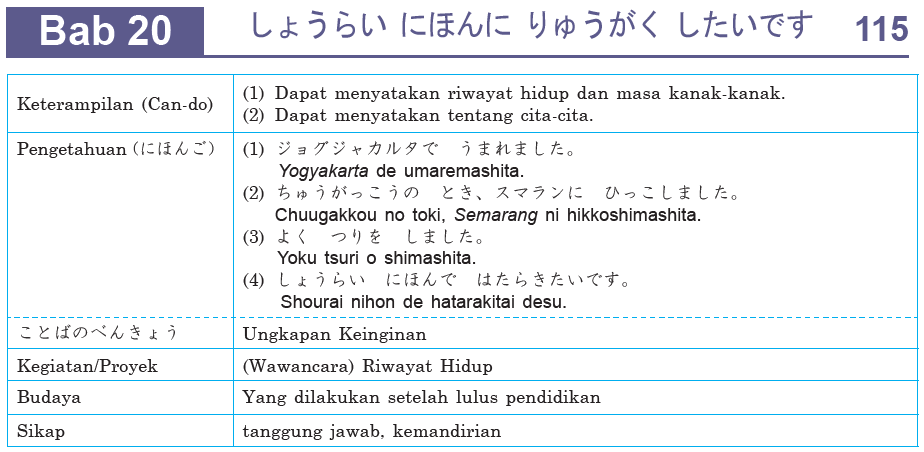 Bab 20 しょうらい にほんに りゅうがく したいです 115
Keterampilan (Can-do)
(1) Dapat menyatakan riwayat hidup dan masa kanak-kanak.
(2) Dapat menyatakan tentang cita-cita.
Pengetahuan (にほんご)
(1) ジョグジャカルタで うまれました。
Yogyakarta de umaremashita.
(2) ちゅうがっこうの とき、スマランに ひっこしました。
Chuugakkou no toki, Semarang ni hikkoshimashita.
(3) よく つりを しました。
Yoku tsuri o shimashita.
(4) しょうらい にほんで はたらきたいです。
Shourai nihon de hatarakitai desu.
ことばのべんきょう Ungkapan Keinginan
Kegiatan/Proyek (Wawancara) Riwayat Hidup
Budaya Yang dilakukan setelah lulus pendidikan
Sikap tanggung jawab, kemandirian